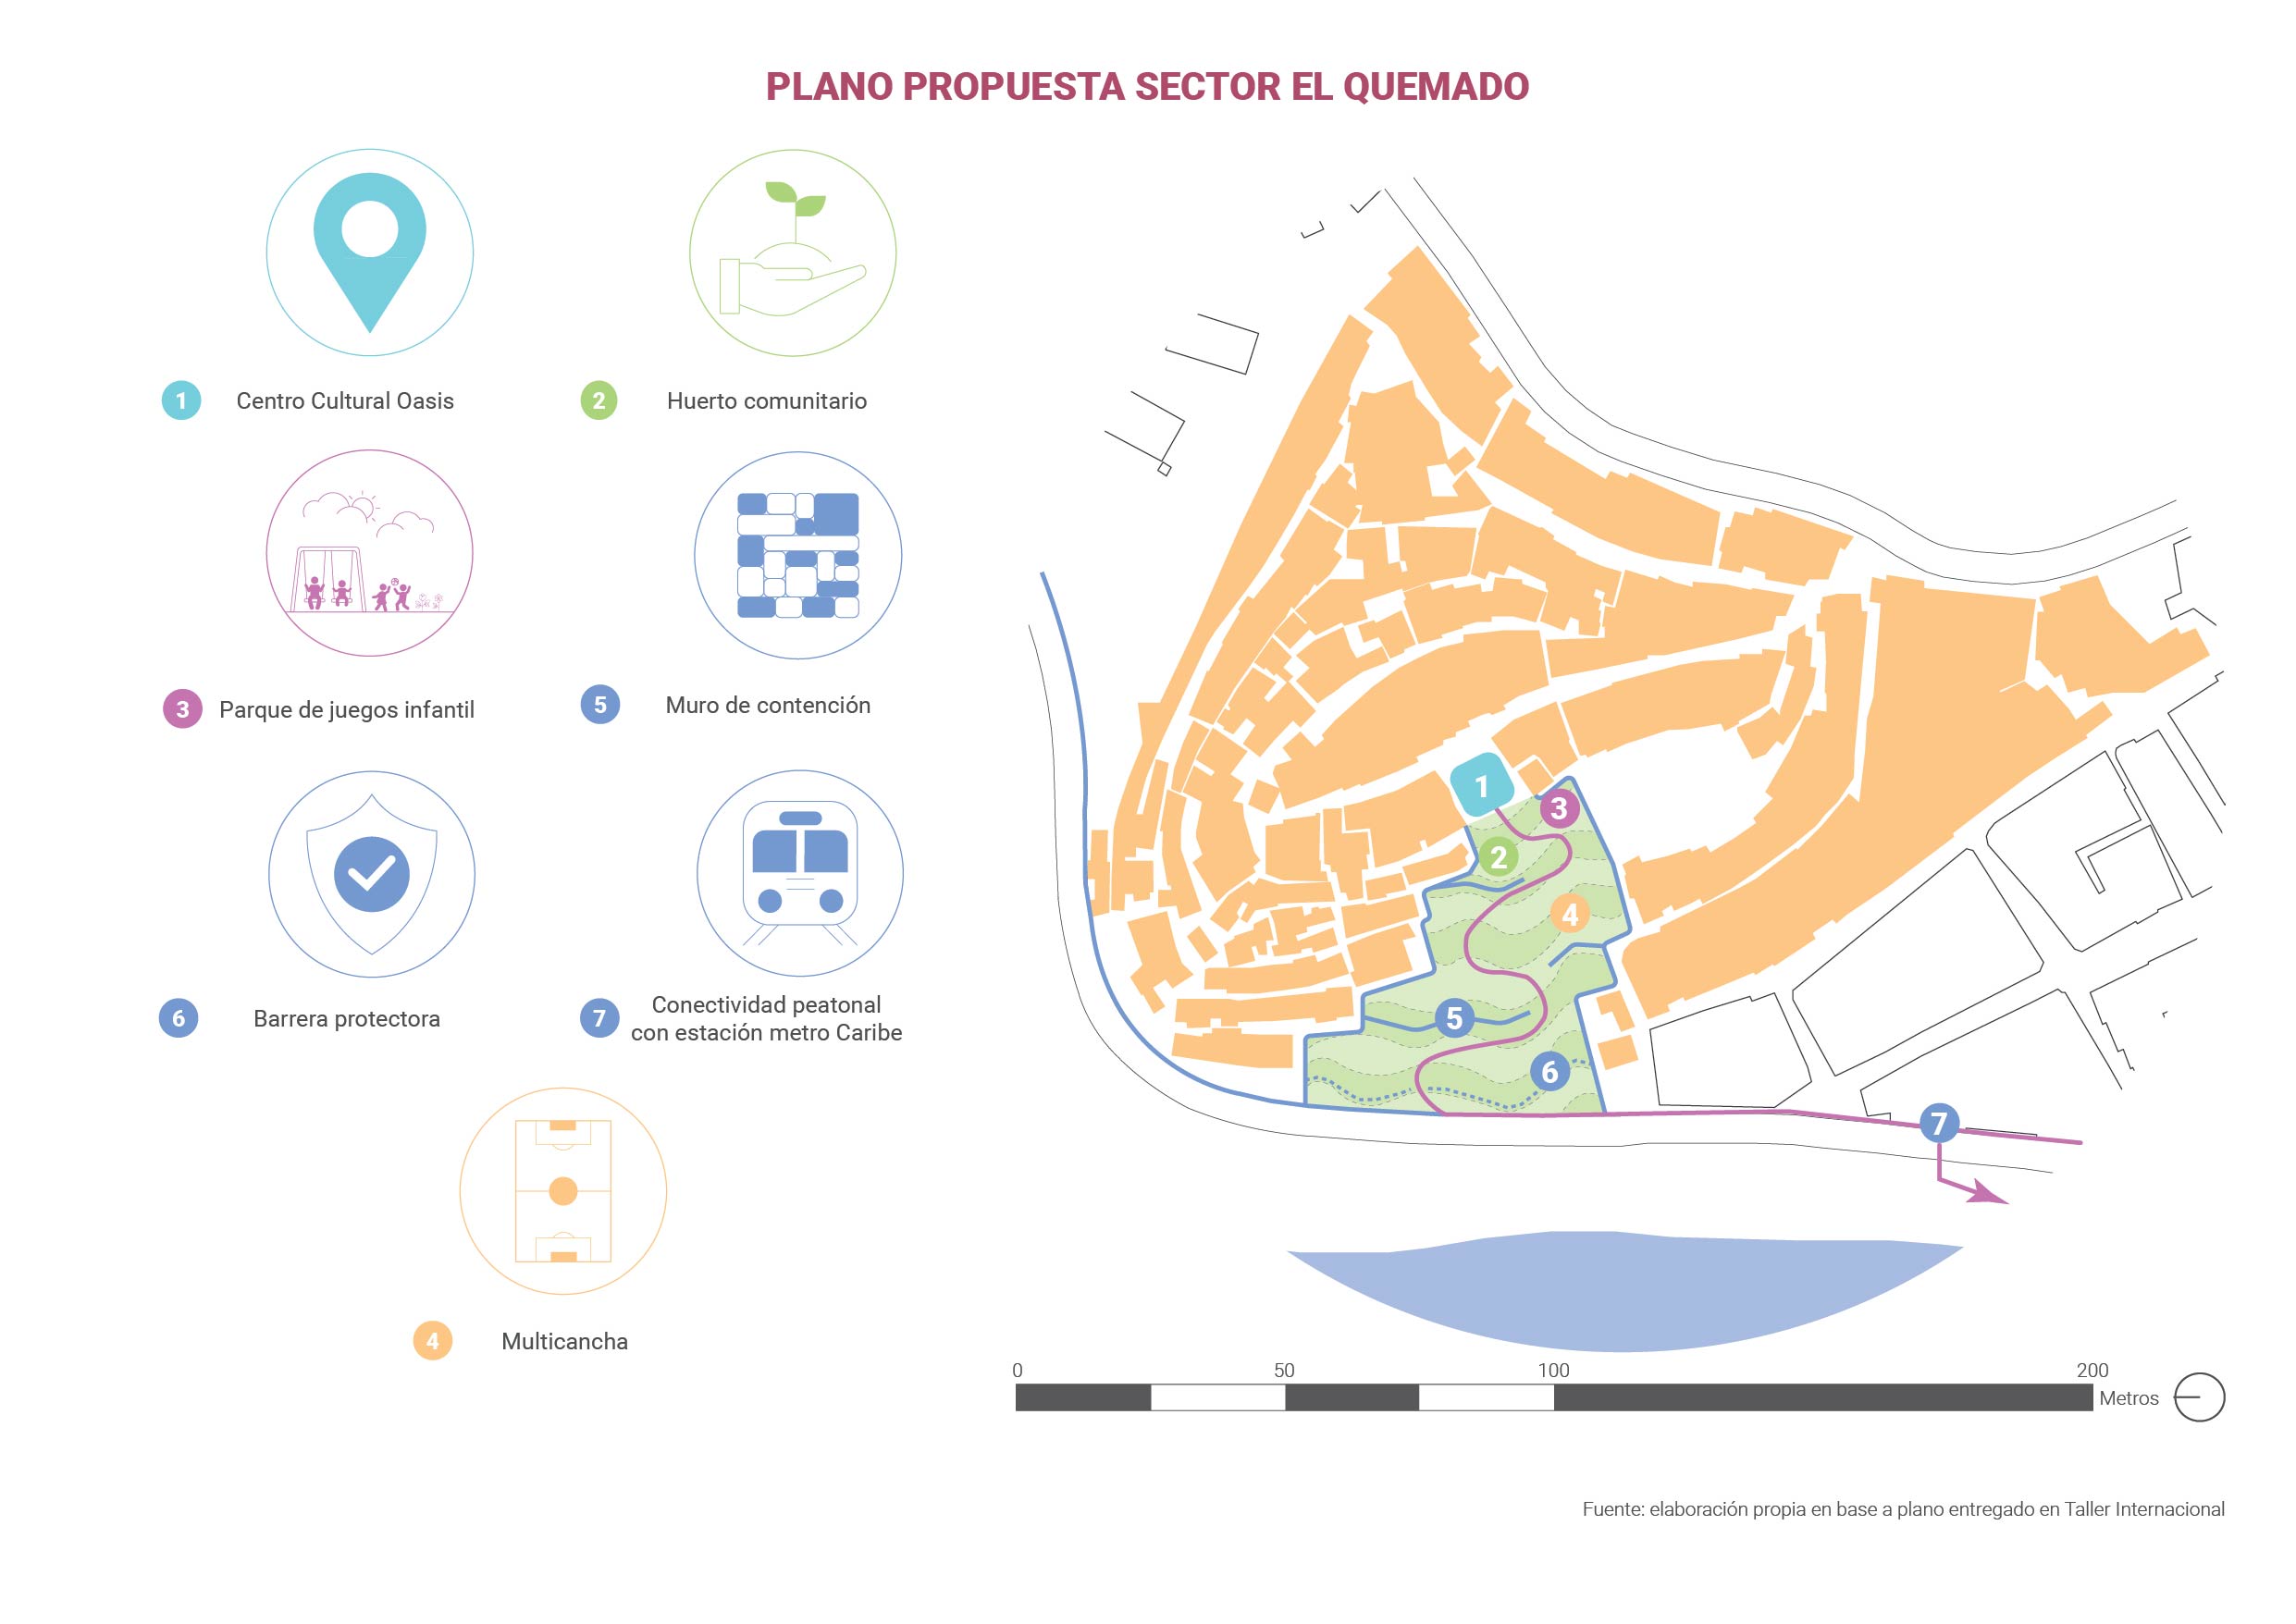 PLANO PROPUESTA SECTOR EL QUEMADO
1 Centro Cultural Oasis
2 Huerto comunitario
3 Parque de juegos infantil
5 Muro de contención
6 Barrera protectora
7 Conectividad peatonal
con estación metro Caribe
4 Multicancha
1
3
2
4
5
6
7
0 50 100 200
Metros
Fuente: elaboración propia en base a plano entregado en Taller Internacional